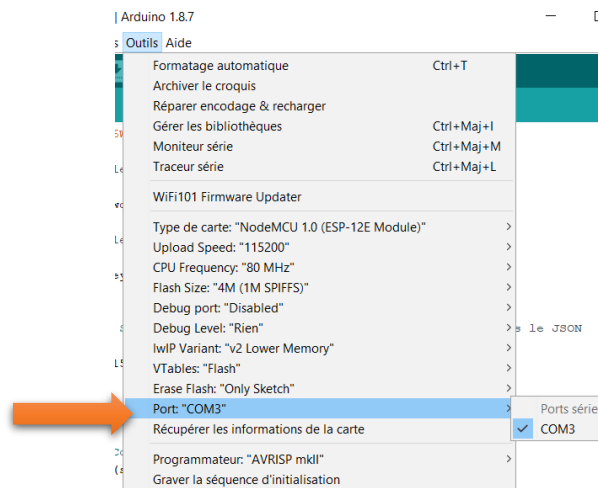 | Arduino 1.8.7
s Outils Aide
Formatage automatique Ctrl+T
Archiver le croquis
Réparer encodage & recharger
Gérer les bibliothèques Ctrl+Maj+I
Moniteur série Ctrl+Maj+M
Traceur série Ctrl+Maj+L
WiFi101 Firmware Updater
Type de carte: "NodeMCU 1.0 (ESP-12E Module)"
Upload Speed: "115200"
CPU Frequency: "80 MHz"
Flash Size: "4M (1M SPIFFS)"
Debug port: "Disabled"
Debug Level: "Rien"
s le JSON
IwIP Variant: "v2 Lower Memory"
VTables: "Flash"
Erase Flash: "Only Sketch"
Port: "COM3"
Ports série
Récupérer les informations de la carte
COM3
Programmateur: "AVRISP mkII"
Graver la séquence d'initialisation